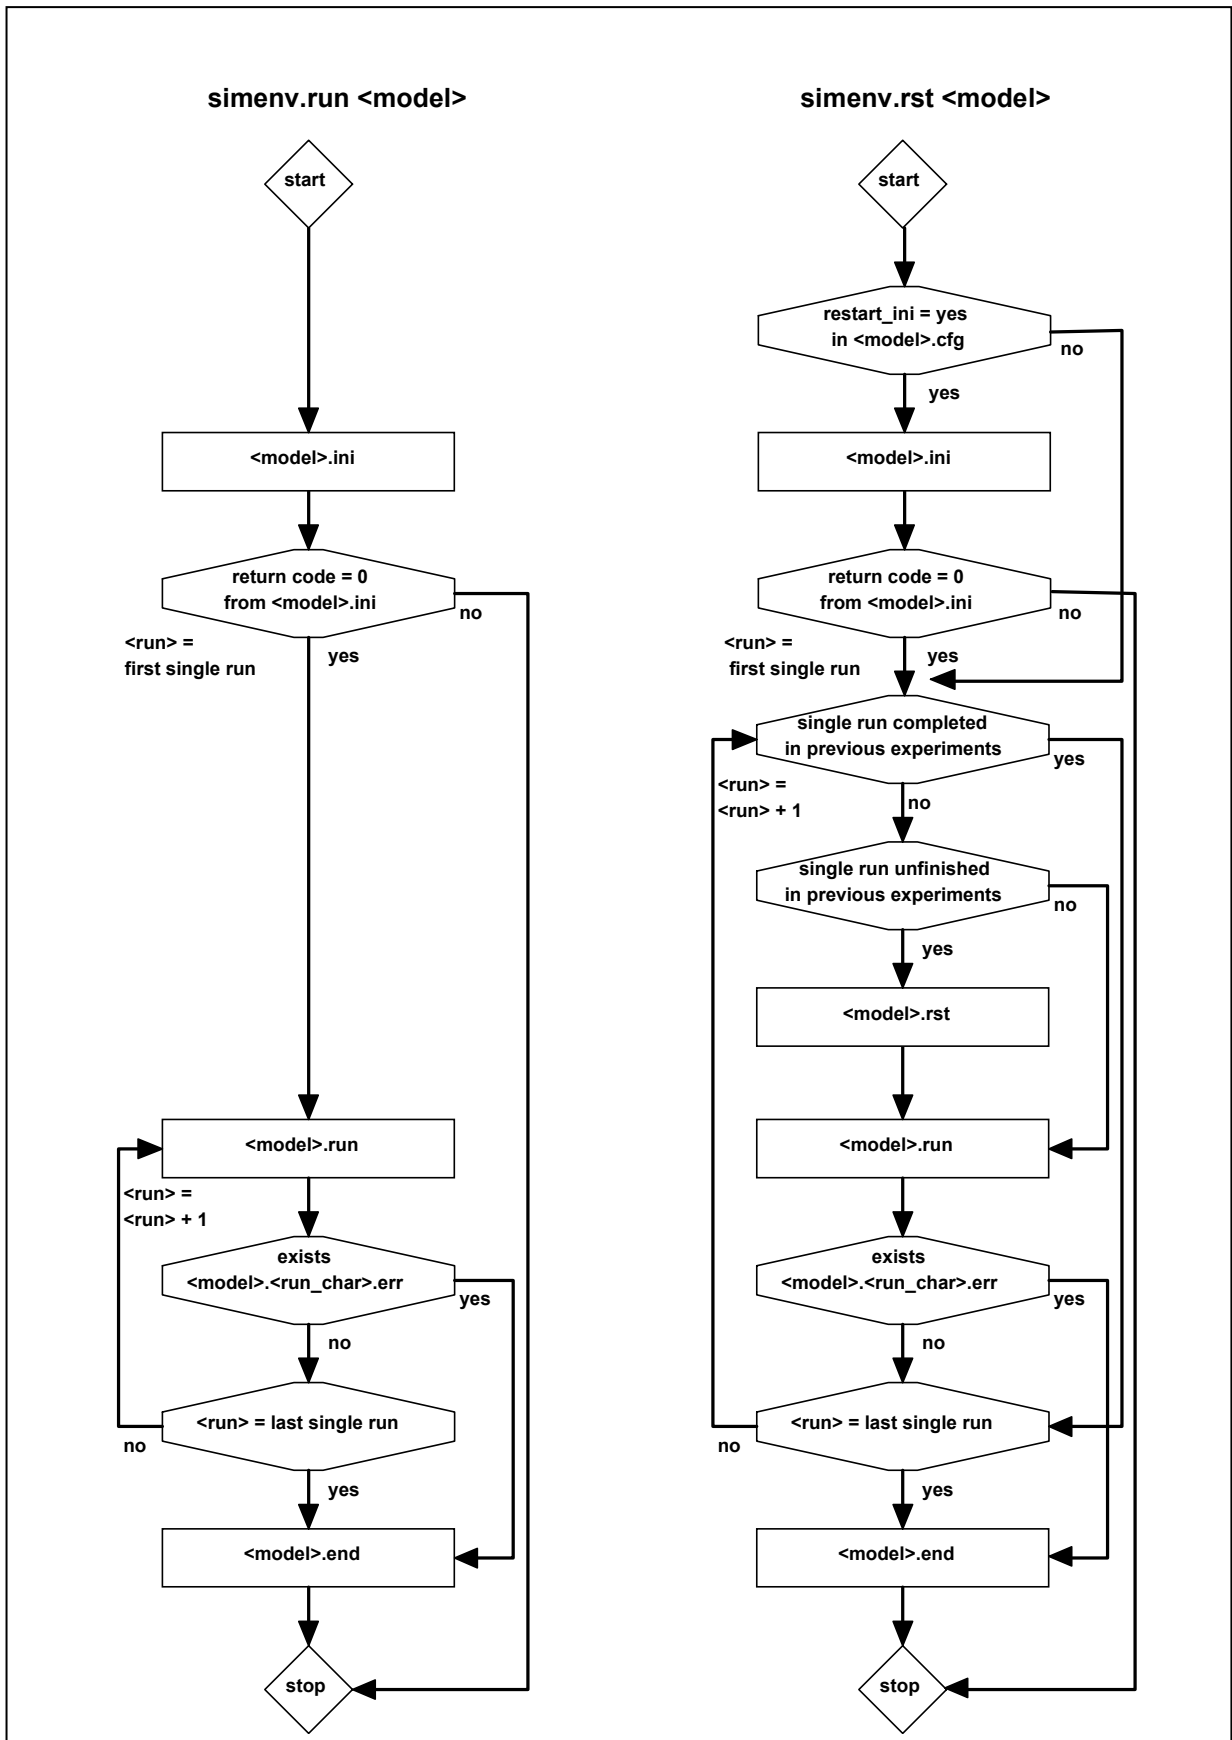 simenv.run <model>
start
<model>.ini
return code = 0
from <model>.ini
no
<run> =
first single run
yes
<model>.run
<run> =
<run> + 1
exists
<model>.<run_char>.err
yes
no
<run> = last single run
no
yes
<model>.end
stop
simenv.rst <model>
start
restart_ini = yes
in <model>.cfg
no
yes
<model>.ini
return code = 0
from <model>.ini
no
<run> =
first single run
yes
single run completed
in previous experiments
yes
<run> =
<run> + 1
no
single run unfinished
in previous experiments
no
yes
<model>.rst
<model>.run
exists
<model>.<run_char>.err
yes
no
<run> = last single run
no
yes
<model>.end
stop